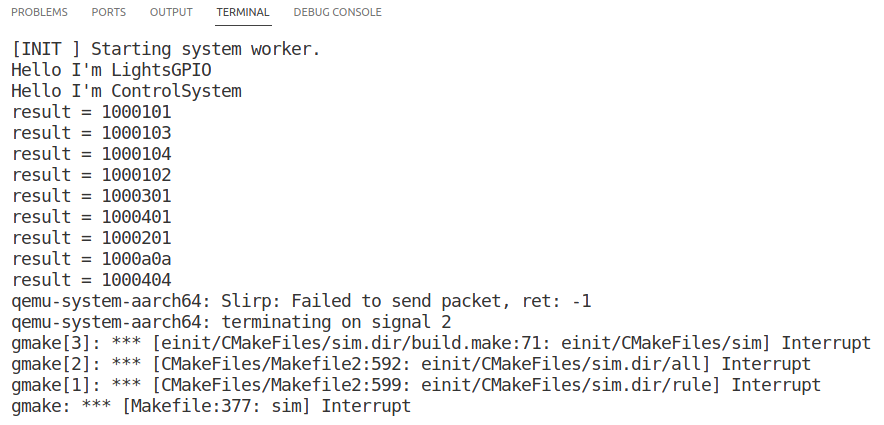 PROBLEMS PORTS OUTPUT TERMINAL DEBUG CONSOLE
[INIT ] Starting system worker.
Hello I'm LightsGPIO
Hello I'm ControlSystem
result = 1000101
result = 1000103
result = 1000104
result = 1000102
result = 1000301
result = 1000401
result = 1000201
result = 1000a0a
result = 1000404
qemu-system-aarch64: Slirp: Failed to send packet, ret: -1
qemu-system-aarch64: terminating on signal 2
gmake[3]: *** [einit/CMakeFiles/sim.dir/build.make:71: einit/CMakeFiles/sim] Interrupt
gmake[2]: *** [CMakeFiles/Makefile2:592: einit/CMakeFiles/sim.dir/all] Interrupt
gmake[1]: *** [CMakeFiles/Makefile2:599: einit/CMakeFiles/sim.dir/rule] Interrupt
gmake: *** [Makefile:377: sim] Interrupt